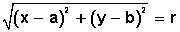 √((x − a)² + (y − b)²) = r